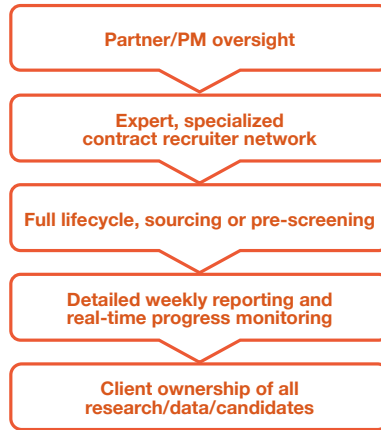 Partner/PM oversight
Expert, specialized
contract recruiter network
Full lifecycle, sourcing or pre-screening
Detailed weekly reporting and
real-time progress monitoring
Client ownership of all
research/data/candidates